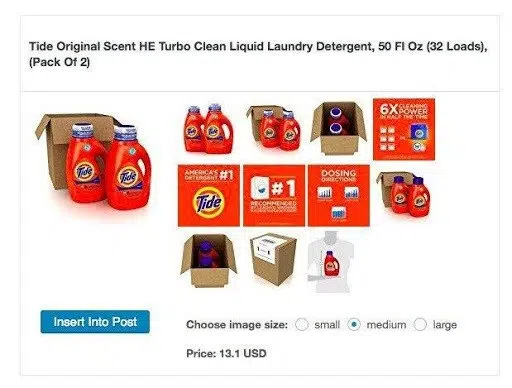 Tide Original Scent HE Turbo Clean Liquid Laundry Detergent, 50 Fl Oz (32 Loads),
(Pack Of 2)
Tide
Tide
6X CLEANING
POWER
IN HALF THE TIME
AMERICA'S #1
DETERGENT
Tide
#1
RECOMMENDED
DOSING
DIRECTIONS
Insert Into Post
Choose image size: small medium large
Price: 13.1 USD